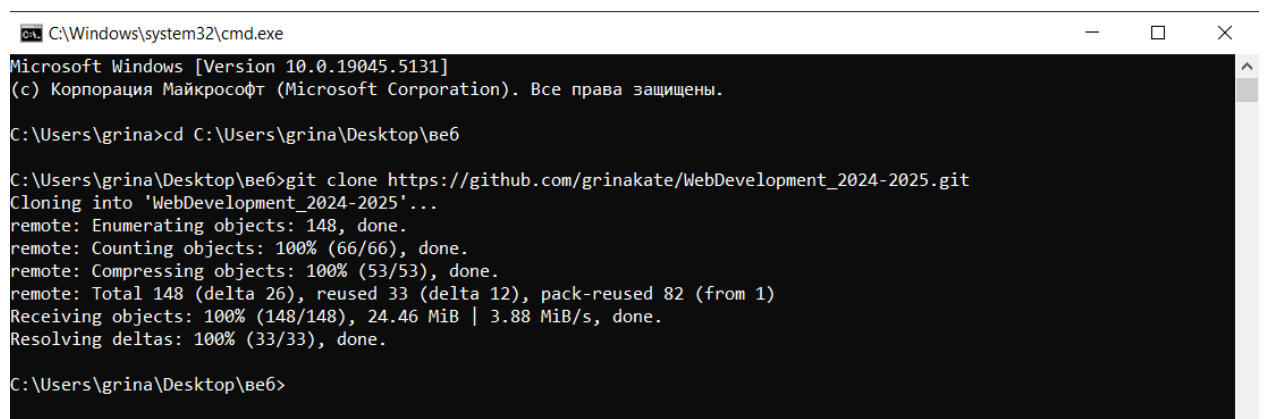 C:\Windows\system32\cmd.exe
Microsoft Windows [Version 10.0.19045.5131]
(c) Корпорация Майкрософт (Microsoft Corporation). Все права защищены.
C:\Users\grina>cd C:\Users\grina\Desktop\веб
C:\Users\grina\Desktop\веб>git clone https://github.com/grinakate/WebDevelopment_2024-2025.git
Cloning into 'WebDevelopment_2024-2025'...
remote: Enumerating objects: 148, done.
remote: Counting objects: 100% (66/66), done.
remote: Compressing objects: 100% (53/53), done.
remote: Total 148 (delta 26), reused 33 (delta 12), pack-reused 82 (from 1)
Receiving objects: 100% (148/148), 24.46 MiB | 3.88 MiB/s, done.
Resolving deltas: 100% (33/33), done.
C:\Users\grina\Desktop\веб>